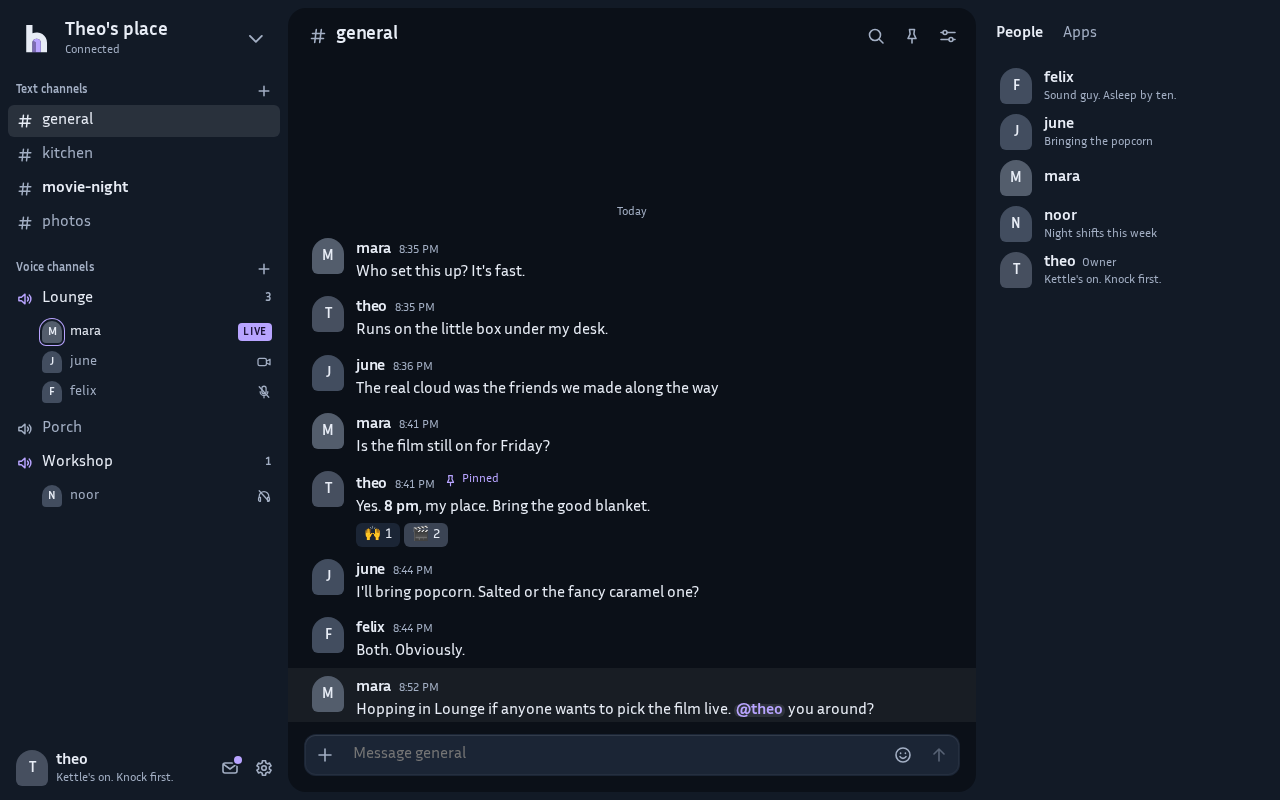 Theo's place
Connected
Text channels
general
kitchen
movie-night
photos
Voice channels
Lounge 3
M mara LIVE
J june
F felix
Porch
Workshop 1
N noor
T theo
Kettle's on. Knock first.
# general
Today
M mara 8:35 PM
Who set this up? It's fast.
T theo 8:35 PM
Runs on the little box under my desk.
J june 8:36 PM
The real cloud was the friends we made along the way
M mara 8:41 PM
Is the film still on for Friday?
T theo 8:41 PM Pinned
Yes. 8 pm, my place. Bring the good blanket.
🙌 1 🎬 2
J june 8:44 PM
I'll bring popcorn. Salted or the fancy caramel one?
F felix 8:44 PM
Both. Obviously.
M mara 8:52 PM
Hopping in Lounge if anyone wants to pick the film live. @theo you around?
Message general
People Apps
F felix
Sound guy. Asleep by ten.
J june
Bringing the popcorn
M mara
N noor
Night shifts this week
T theo Owner
Kettle's on. Knock first.